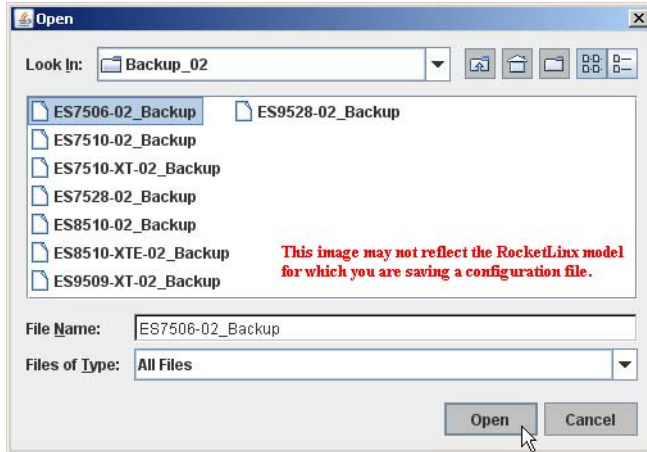 Open
Look In: Backup_02
ES7506-02_Backup
ES7510-02_Backup
ES7510-XT-02_Backup
ES7528-02_Backup
ES8510-02_Backup
ES8510-XTE-02_Backup
ES9509-XT-02_Backup
ES9528-02_Backup
This image may not reflect the RocketLinx model
for which you are saving a configuration file.
File Name: ES7506-02_Backup
Files of Type: All Files
Open Cancel